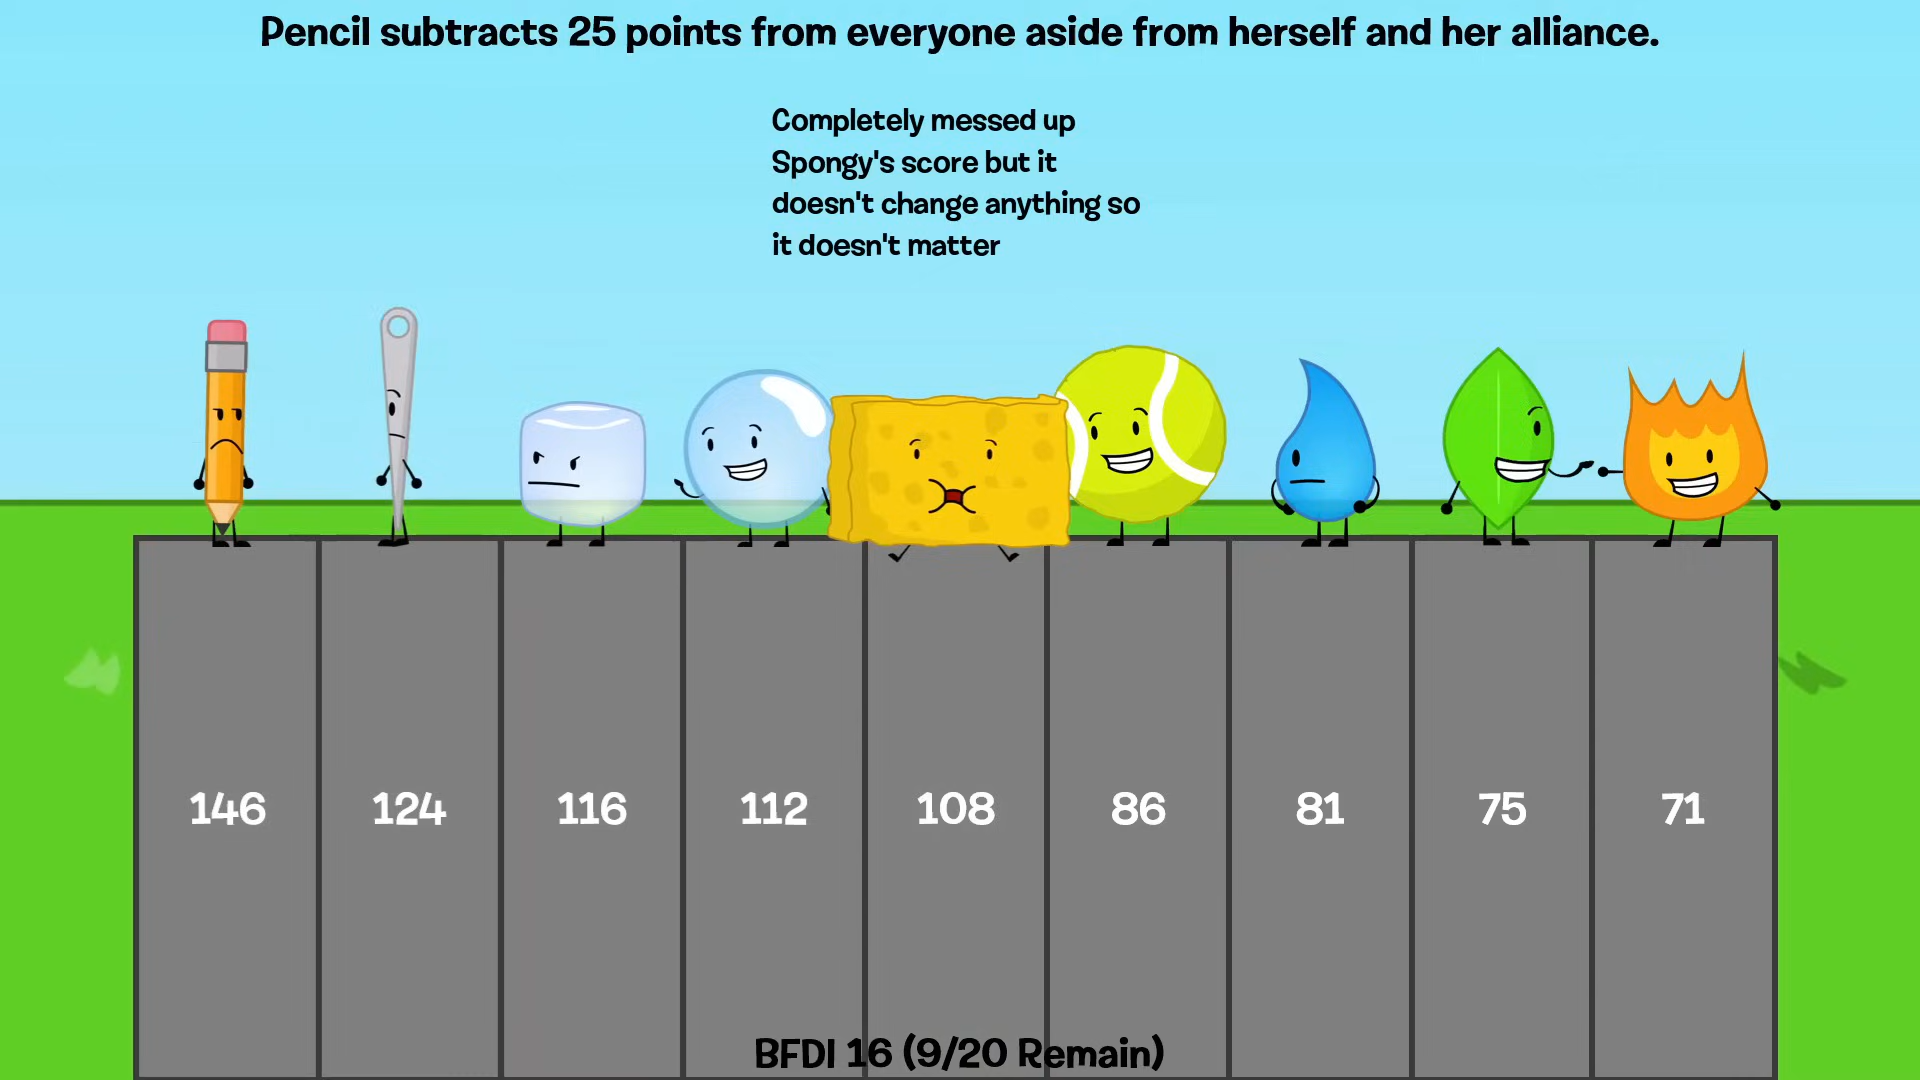 Pencil subtracts 25 points from everyone aside from herself and her alliance.
Completely messed up
Spongy's score but it
doesn't change anything so
it doesn't matter
146 124 116 112 108 86 81 75 71
BFDI 16 (9/20 Remain)